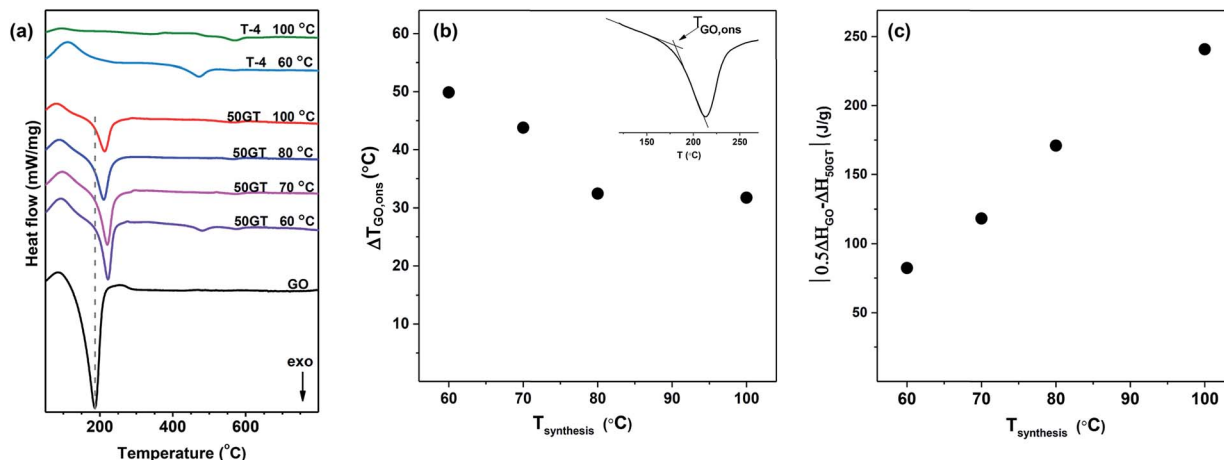 (a)
T-4 100 °C
T-4 60 °C
50GT 100 °C
50GT 80 °C
50GT 70 °C
50GT 60 °C
GO
exo
Heat flow (mW/mg)
200 400 600
Temperature (°C)
(b)
60
50
40
30
20
10
ΔT_GO,ons (°C)
T_GO,ons
150 200 250
T (°C)
60 70 80 90 100
T_synthesis (°C)
(c)
250
200
150
100
50
|0.5ΔH_GO-ΔH_50GT| (J/g)
60 70 80 90 100
T_synthesis (°C)